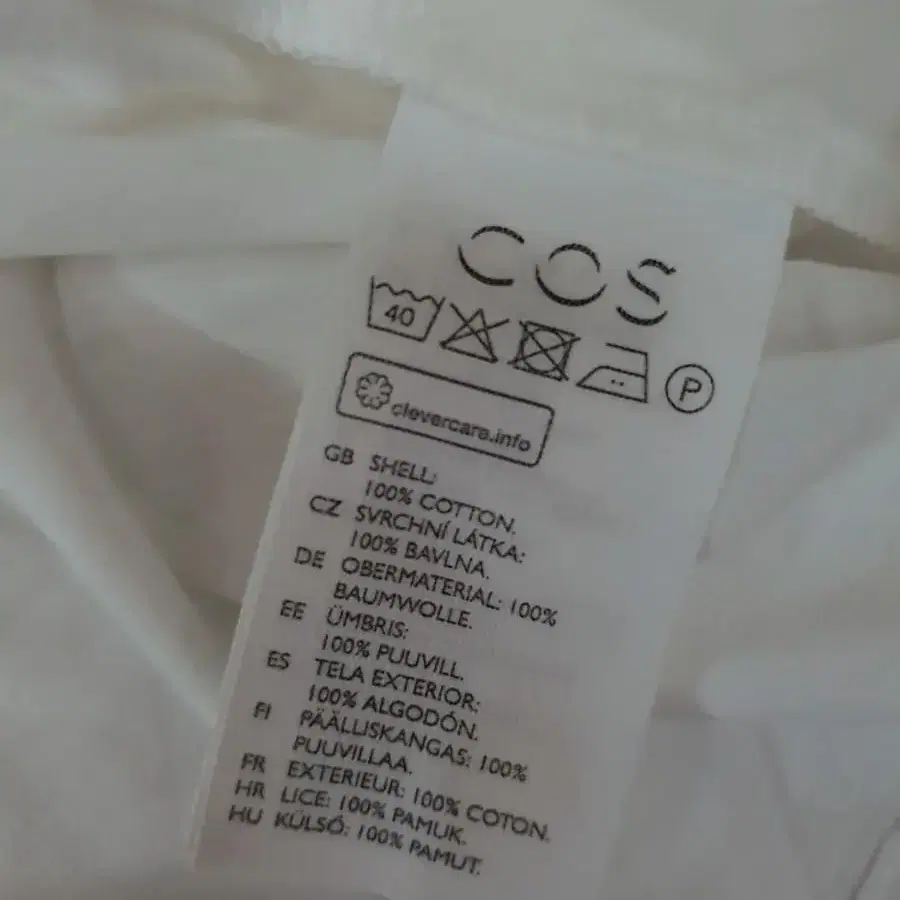 COS
40
P
clevercare.info
GB SHELL:
100% COTTON.
CZ SVRCHNÍ LÁTKA:
100% BAVLNA.
DE OBERMATERIAL: 100%
BAUMWOLLE.
EE ÜMBRIS:
100% PUUVILL.
ES TELA EXTERIOR:
100% ALGODÓN.
FI PÄÄLLISKANGAS: 100%
PUUVILLAA.
FR EXTERIEUR: 100% COTON.
HR LICE: 100% PAMUK.
HU KÜLSŐ: 100% PAMUT.